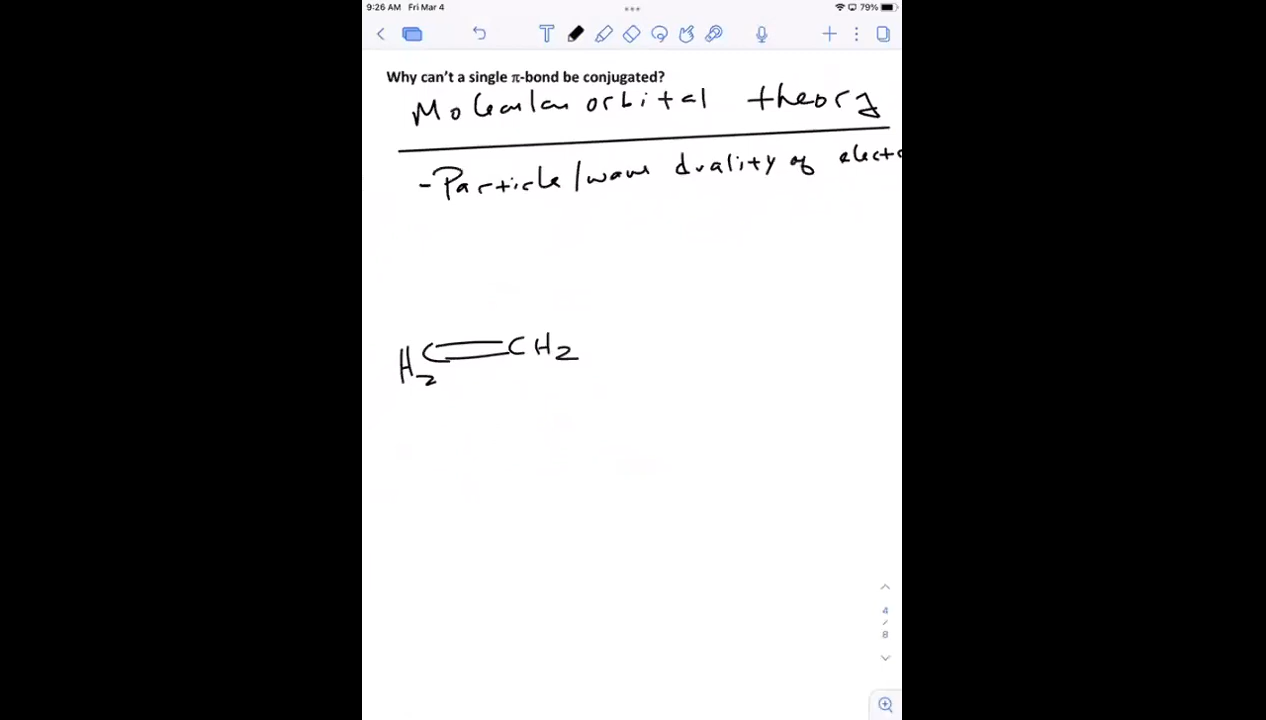 9:26 AM Fri Mar 4
79%
Why can't a single π-bond be conjugated?
Molecular orbital theory
- Particle/wave duality of electr
H2C=CH2
4
/
8